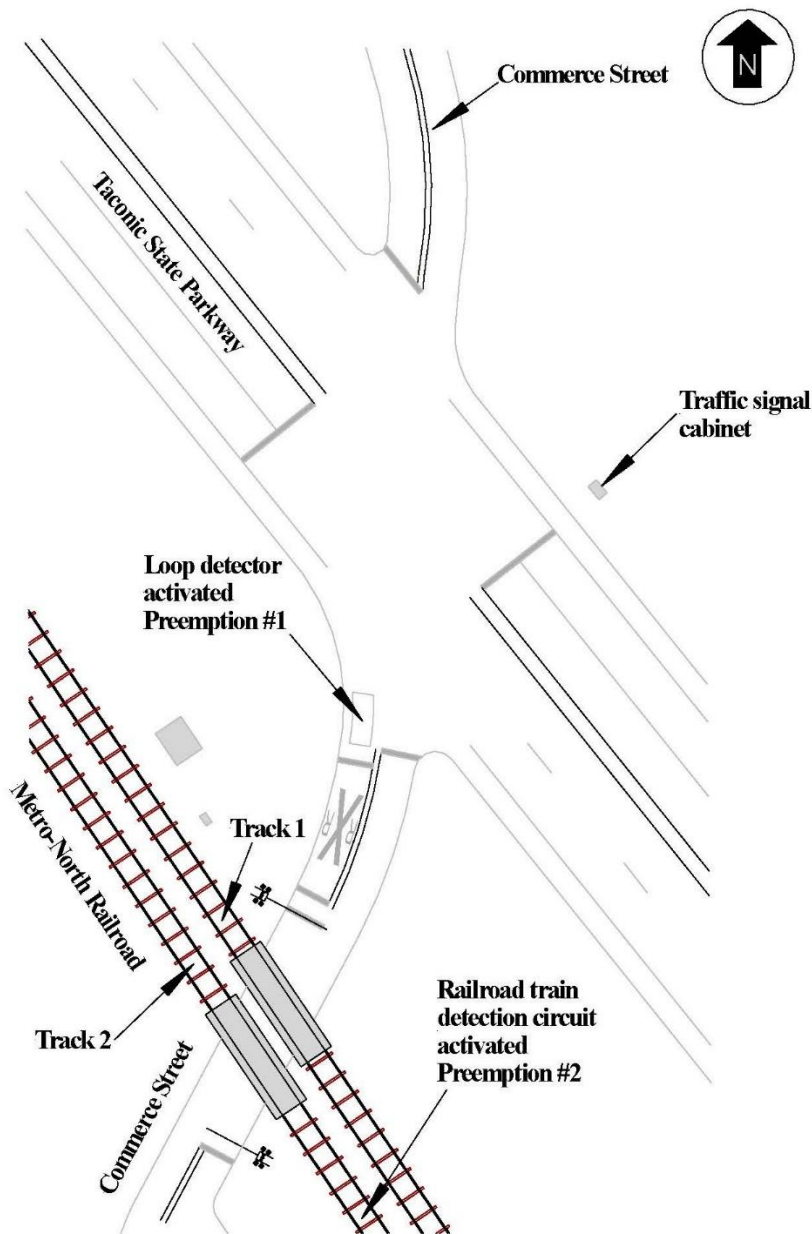 N
Commerce Street
Taconic State Parkway
Traffic signal
cabinet
Loop detector
activated
Preemption #1
Metro-North Railroad
Track 1
Track 2
Railroad train
detection circuit
activated
Preemption #2
Commerce Street